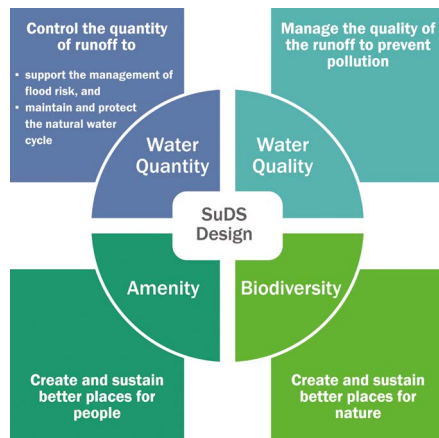 Control the quantity
of runoff to
• support the management of
flood risk, and
• maintain and protect
the natural water
cycle
Manage the quality of
the runoff to prevent
pollution
Water
Quantity
Water
Quality
SuDS
Design
Amenity
Biodiversity
Create and sustain
better places for
people
Create and sustain
better places for
nature